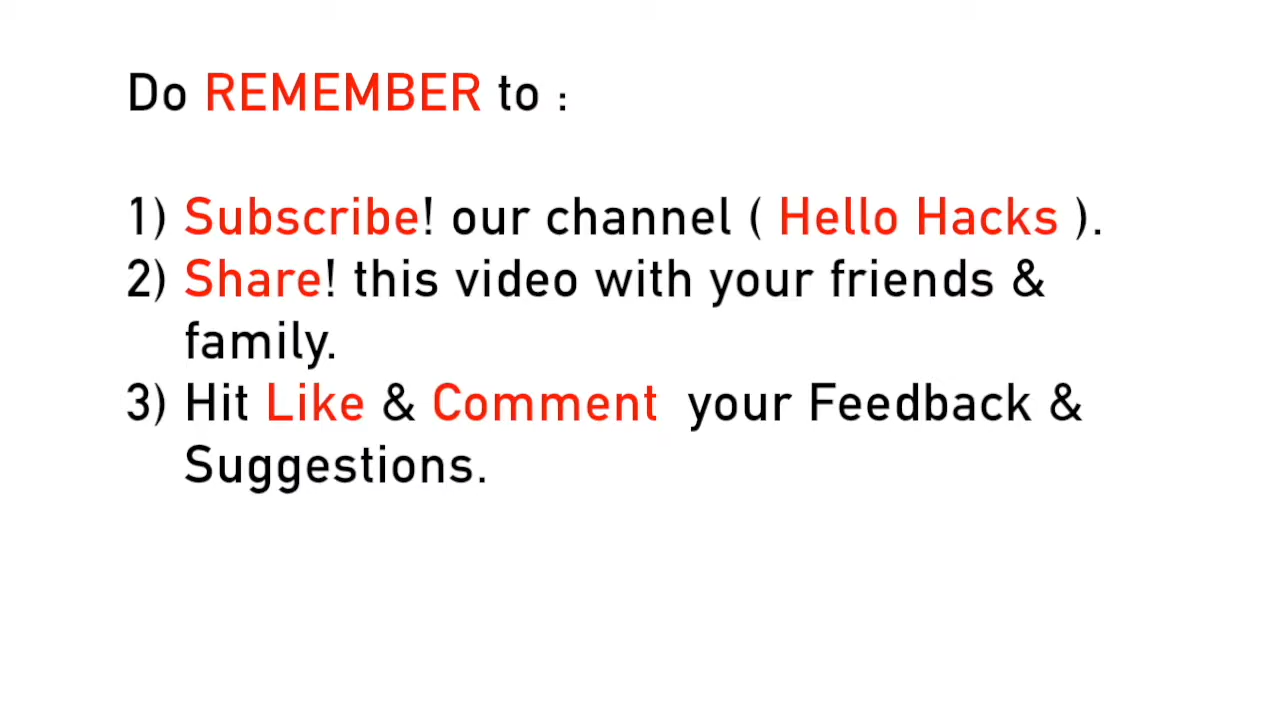 Do REMEMBER to :
1) Subscribe! our channel ( Hello Hacks ).
2) Share! this video with your friends &
family.
3) Hit Like & Comment your Feedback &
Suggestions.